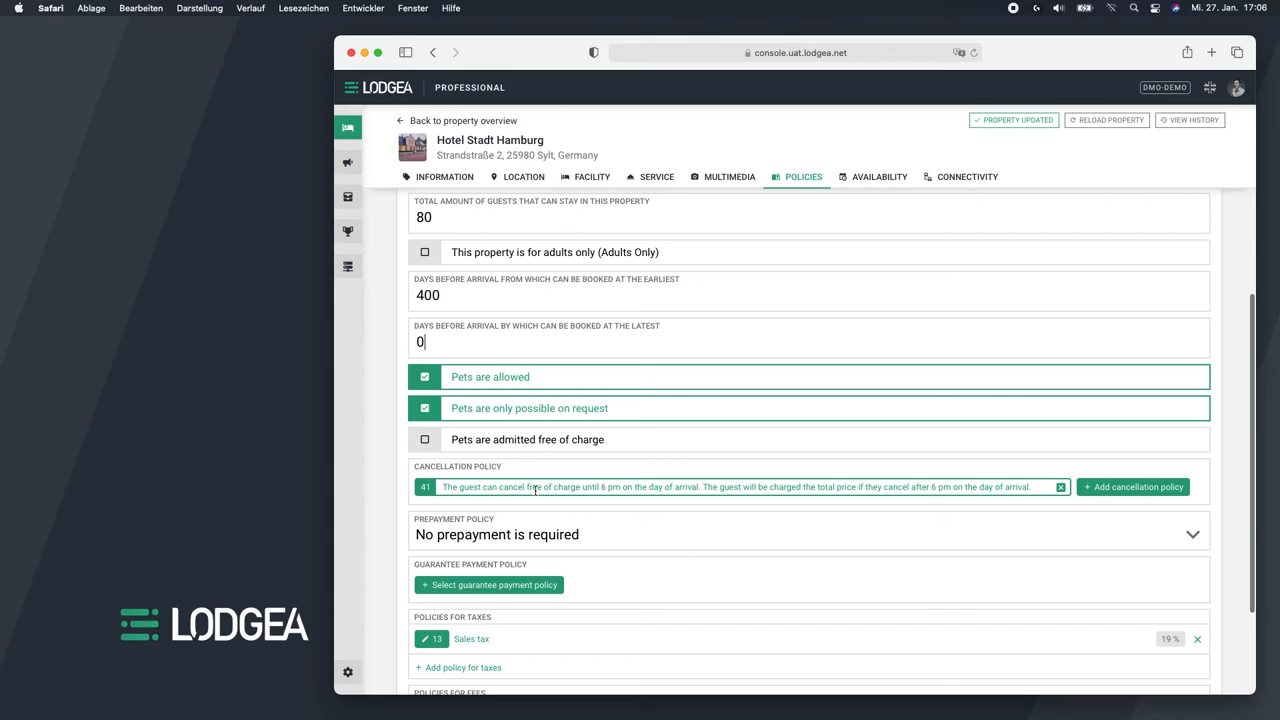 Safari Ablage Bearbeiten Darstellung Verlauf Lesezeichen Entwickler Fenster Hilfe Mi. 27. Jan. 17:06
console.uat.lodgea.net
LODGEA PROFESSIONAL DMO-DEMO
Back to property overview PROPERTY UPDATED RELOAD PROPERTY VIEW HISTORY
Hotel Stadt Hamburg
Strandstraße 2, 25980 Sylt, Germany
INFORMATION LOCATION FACILITY SERVICE MULTIMEDIA POLICIES AVAILABILITY CONNECTIVITY
TOTAL AMOUNT OF GUESTS THAT CAN STAY IN THIS PROPERTY
80
This property is for adults only (Adults Only)
DAYS BEFORE ARRIVAL FROM WHICH CAN BE BOOKED AT THE EARLIEST
400
DAYS BEFORE ARRIVAL BY WHICH CAN BE BOOKED AT THE LATEST
0
Pets are allowed
Pets are only possible on request
Pets are admitted free of charge
CANCELLATION POLICY
41 The guest can cancel free of charge until 6 pm on the day of arrival. The guest will be charged the total price if they cancel after 6 pm on the day of arrival. + Add cancellation policy
PREPAYMENT POLICY
No prepayment is required
GUARANTEE PAYMENT POLICY
+ Select guarantee payment policy
POLICIES FOR TAXES
13 Sales tax 19 %
+ Add policy for taxes
POLICIES FOR FEES
LODGEA